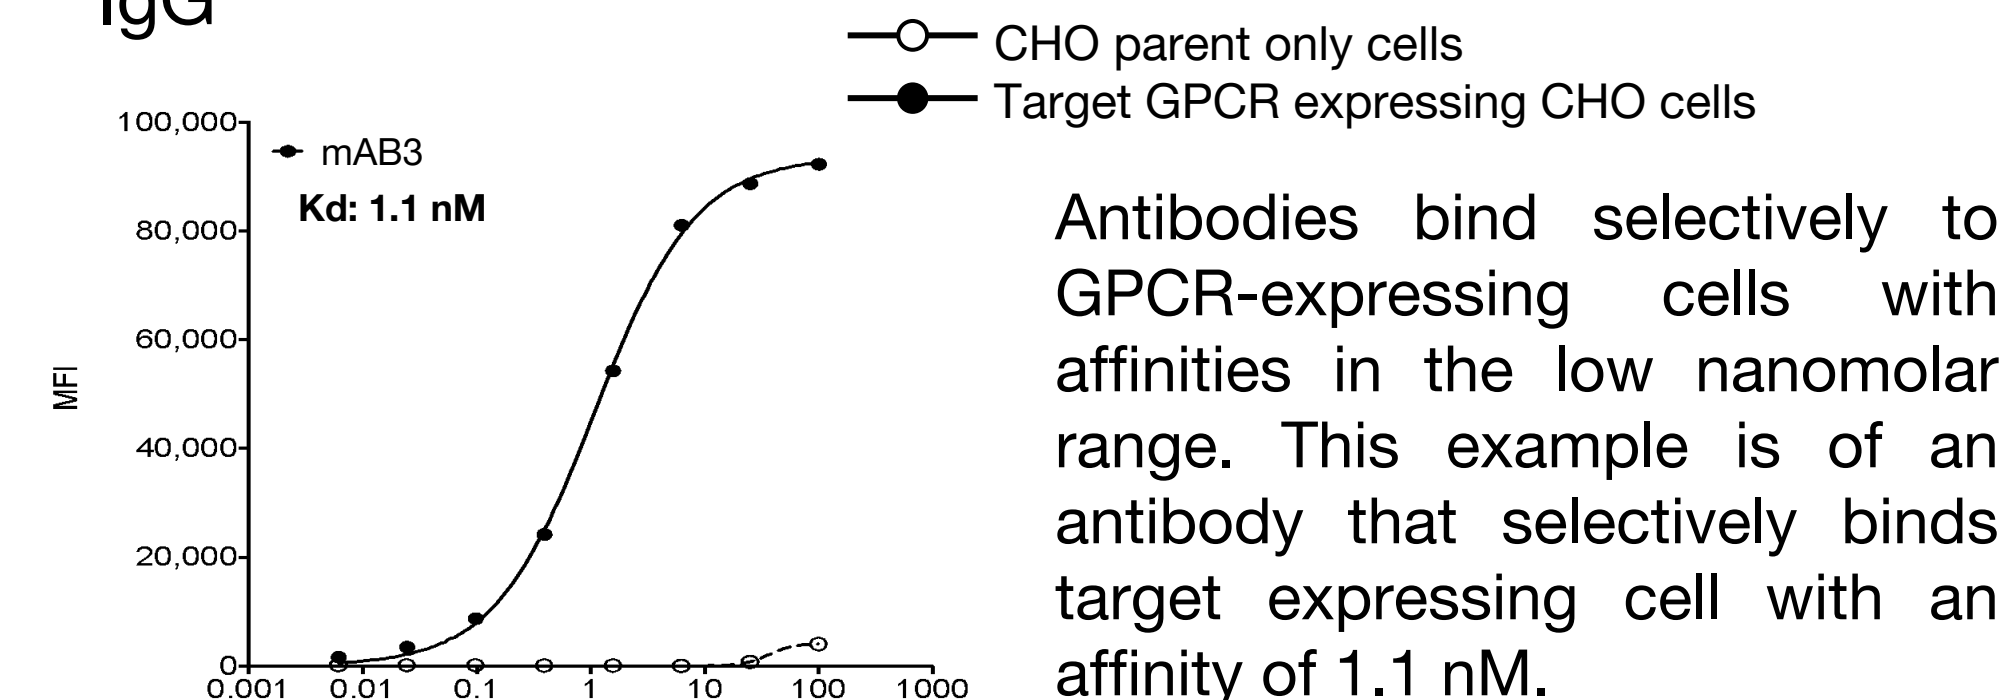 IgG
CHO parent only cells
Target GPCR expressing CHO cells
100,000
mAB3
Kd: 1.1 nM
80,000
60,000
MFI
40,000
20,000
0
0.001 0.01 0.1 1 10 100 1000
Antibodies bind selectively to
GPCR-expressing cells with
affinities in the low nanomolar
range. This example is of an
antibody that selectively binds
target expressing cell with an
affinity of 1.1 nM.